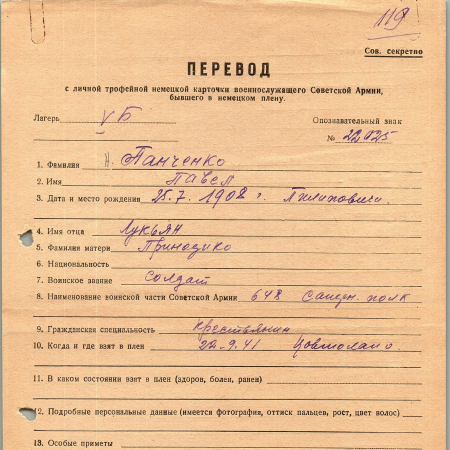 119
Сов. секретно
ПЕРЕВОД
с личной трофейной немецкой карточки военнослужащего Советской Армии,
бывшего в немецком плену.
Лагерь V Б
Опознавательный знак
№ 22025
1. Фамилия Панченко
2. Имя Павел
3. Дата и место рождения 25.7.1908 г. Пилиповичи.
4. Имя отца Лукьян
5. Фамилия матери
6. Национальность
7. Воинское звание солдат
8. Наименование воинской части Советской Армии 648 полк
9. Гражданская специальность крестьянин
10. Когда и где взят в плен 22.9.41
11. В каком состоянии взят в плен (здоров, болен, ранен)
12. Подробные персональные данные (имеется фотография, оттиск пальцев, рост, цвет волос)
13. Особые приметы